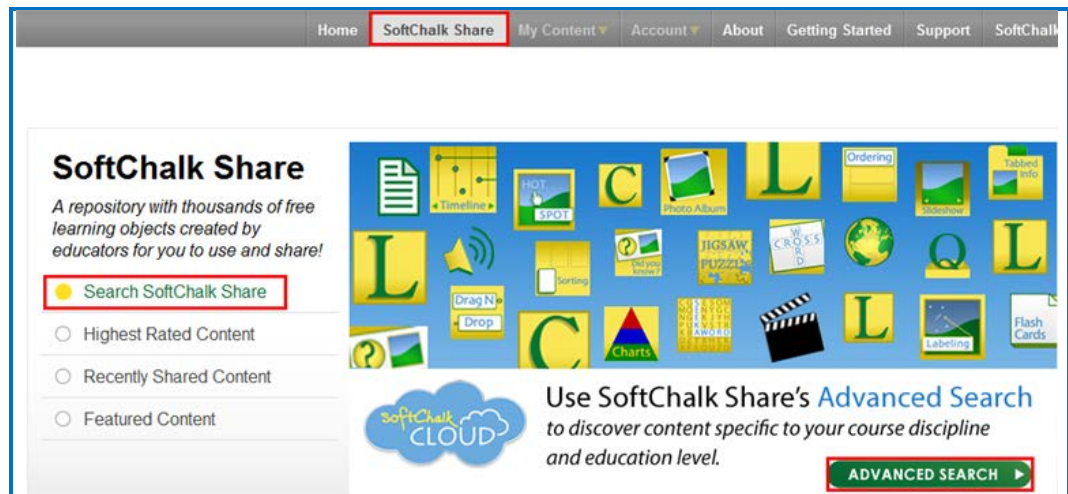 Home SoftChalk Share My Content Account About Getting Started Support SoftChalk
SoftChalk Share
A repository with thousands of free
learning objects created by
educators for you to use and share!
Search SoftChalk Share
Highest Rated Content
Recently Shared Content
Featured Content
Timeline
HOT
SPOT
C
Photo Album
L
Ordering
Slideshow
Tabbed
Info
L
Sorting
Did you
know?
JIGSAW
PUZZLE
CROSS
WORD
Q
L
Drag N
Drop
?
C
Charts
L
Labeling
Flash
Cards
softChalk
CLOUD
Use SoftChalk Share's Advanced Search
to discover content specific to your course discipline
and education level.
ADVANCED SEARCH